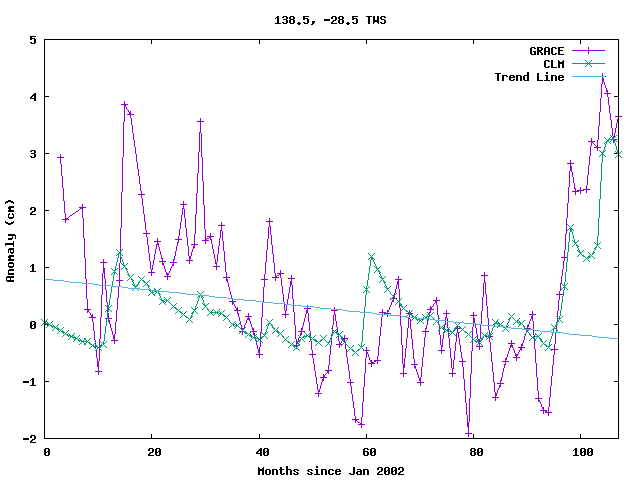 138.5, -28.5 TWS
GRACE
CLM
Trend Line
5
4
3
2
1
0
-1
-2
Anomaly (cm)
0 20 40 60 80 100
Months since Jan 2002